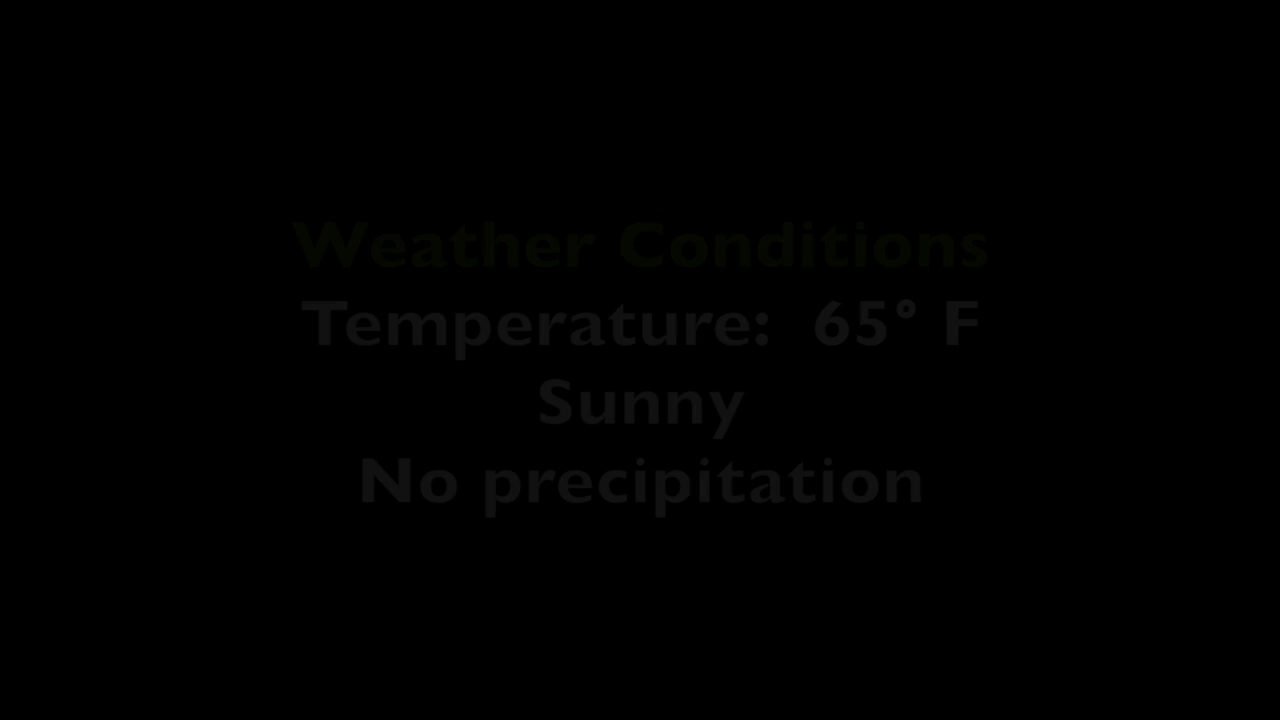 Weather Conditions
Temperature:  65° F
Sunny
No precipitation